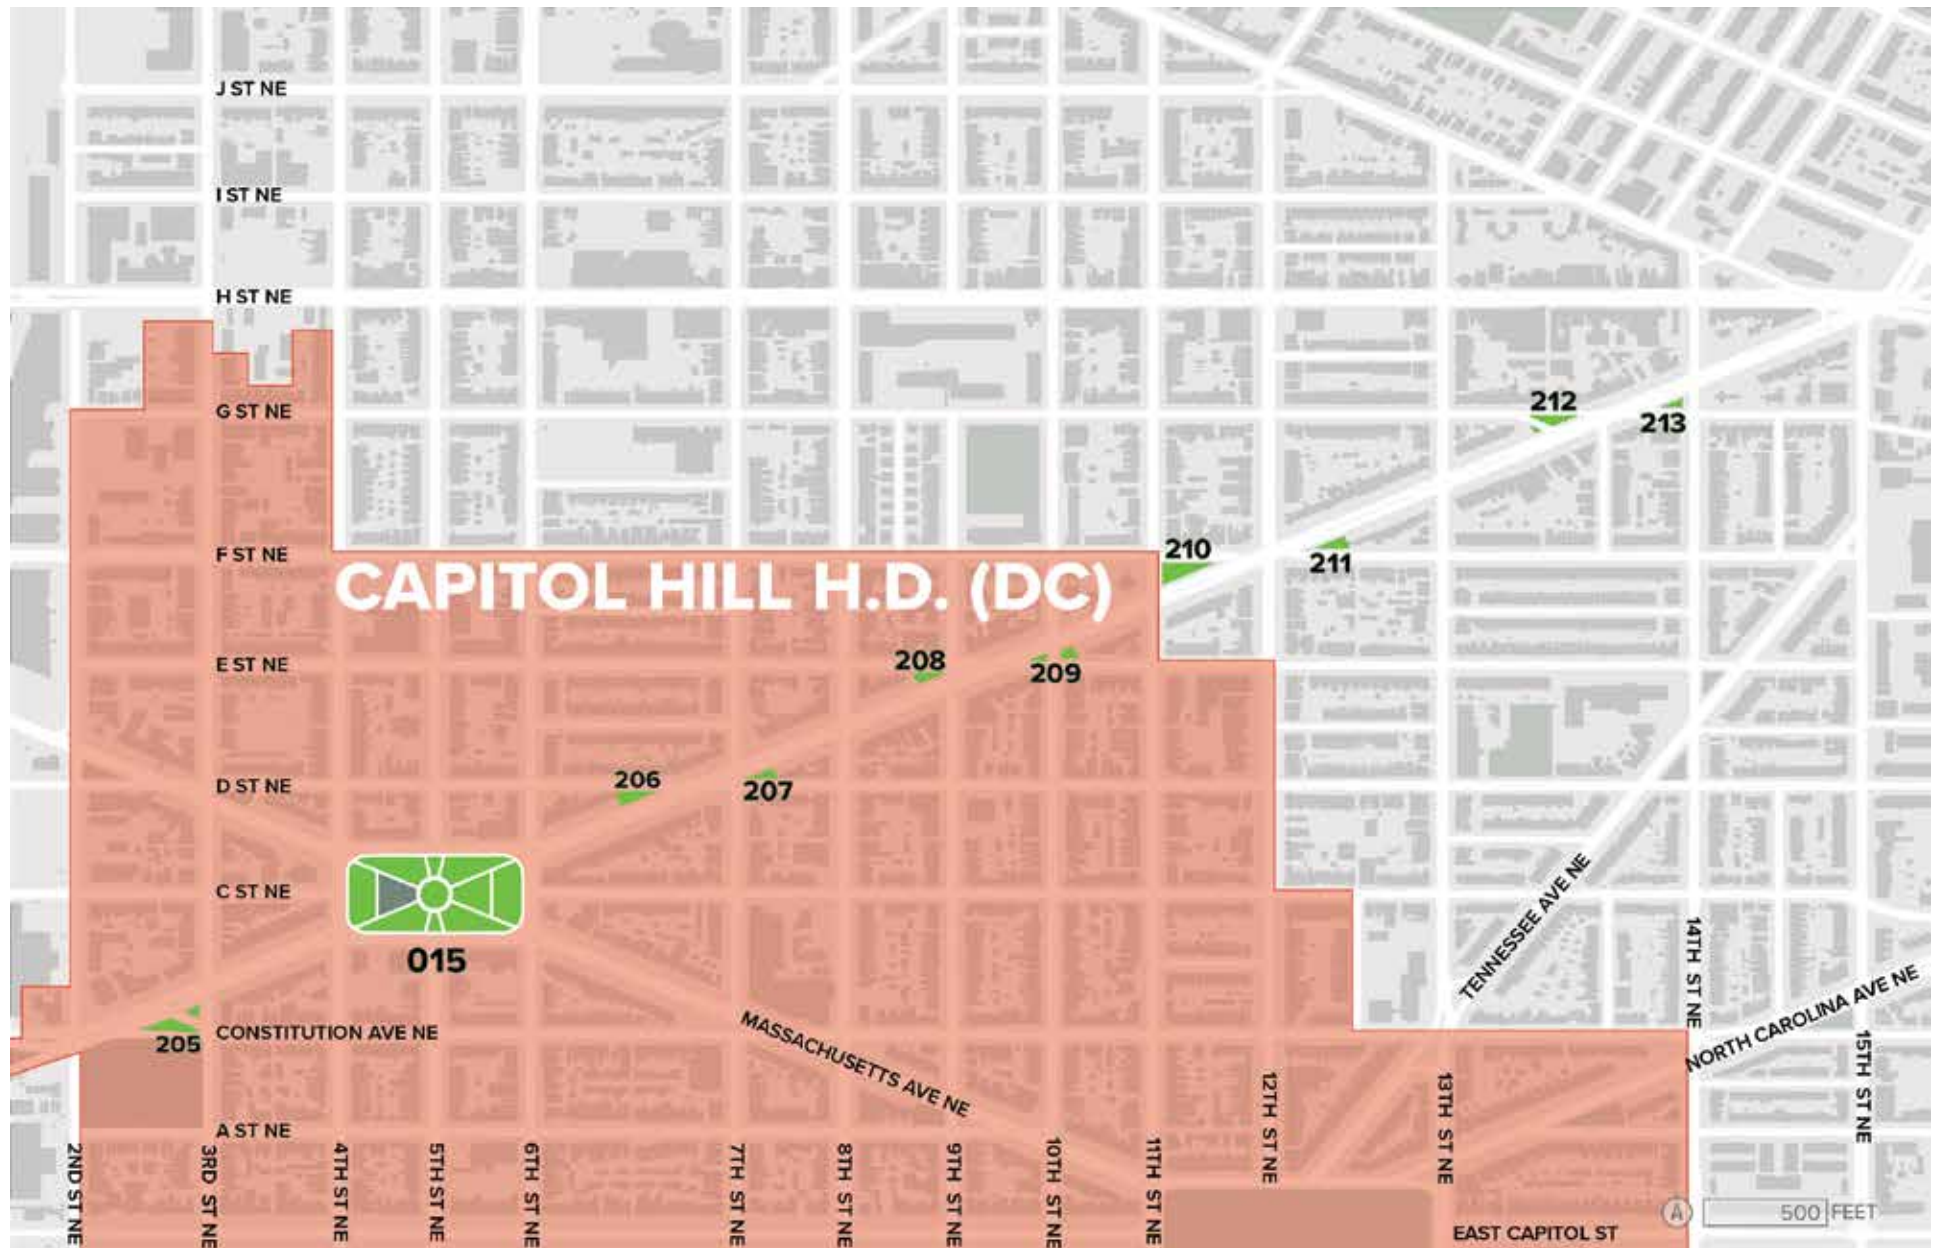 J ST NE
I ST NE
H ST NE
G ST NE
212
213
F ST NE
210
211
CAPITOL HILL H.D. (DC)
E ST NE
208
209
D ST NE
206
207
C ST NE
015
TENNESSEE AVE NE
14TH ST NE
NORTH CAROLINA AVE NE
205
CONSTITUTION AVE NE
MASSACHUSETTS AVE NE
15TH ST NE
12TH ST NE
13TH ST NE
A ST NE
2ND ST NE
3RD ST NE
4TH ST NE
5TH ST NE
6TH ST NE
7TH ST NE
8TH ST NE
9TH ST NE
10TH ST NE
11TH ST NE
A
500 FEET
EAST CAPITOL ST